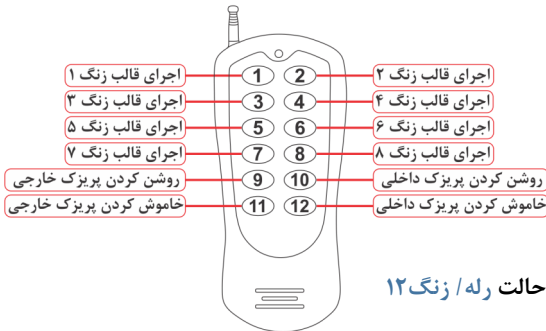 اجرای قالب زنگ ۱ 1 2 اجرای قالب زنگ ۲
اجرای قالب زنگ ۳ 3 4 اجرای قالب زنگ ۴
اجرای قالب زنگ ۵ 5 6 اجرای قالب زنگ ۶
اجرای قالب زنگ ۷ 7 8 اجرای قالب زنگ ۸
روشن کردن پریزک خارجی 9 10 روشن کردن پریزک داخلی
خاموش کردن پریزک خارجی 11 12 خاموش کردن پریزک داخلی
حالت رله/ زنگ۱۲